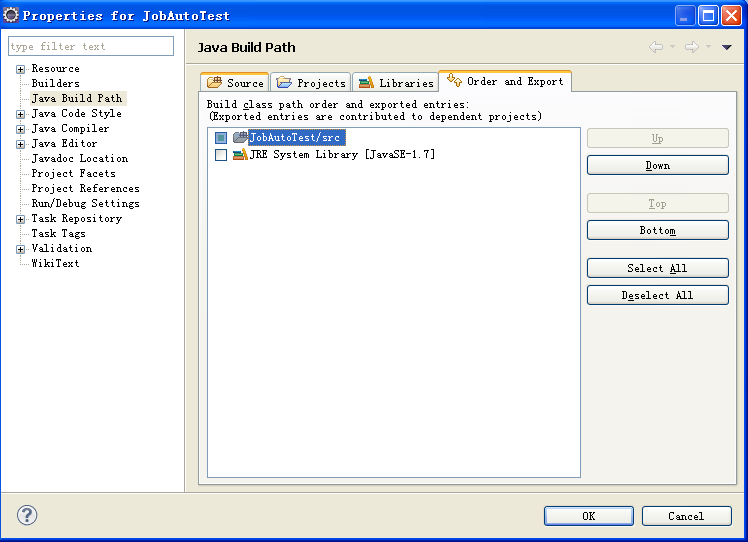 Properties for JobAutoTest
type filter text
Resource
Builders
Java Build Path
Java Code Style
Java Compiler
Java Editor
Javadoc Location
Project Facets
Project References
Run/Debug Settings
Task Repository
Task Tags
Validation
WikiText
Java Build Path
Source
Projects
Libraries
Order and Export
Build class path order and exported entries:
(Exported entries are contributed to dependent projects)
JobAutoTest/src
JRE System Library [JavaSE-1.7]
Up
Down
Top
Bottom
Select All
Deselect All
?
OK
Cancel